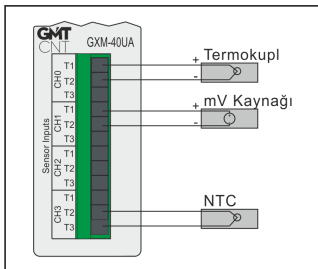 GMT
CNT
GXM-40UA
Sensor Inputs
CH0
T1
T2
T3
CH1
T1
T2
T3
CH2
T1
T2
T3
CH3
T1
T2
T3
+ Termokupl
-
+ mV Kaynağı
-
NTC